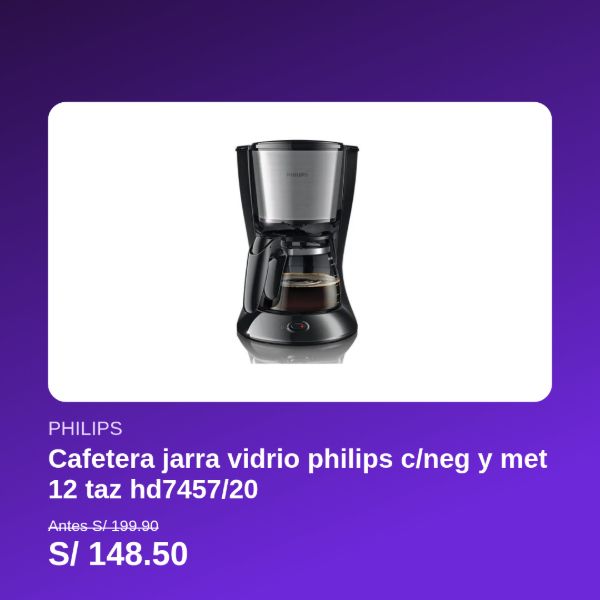 PHILIPS
PHILIPS
Cafetera jarra vidrio philips c/neg y met
12 taz hd7457/20
Antes S/ 199.90
S/ 148.50